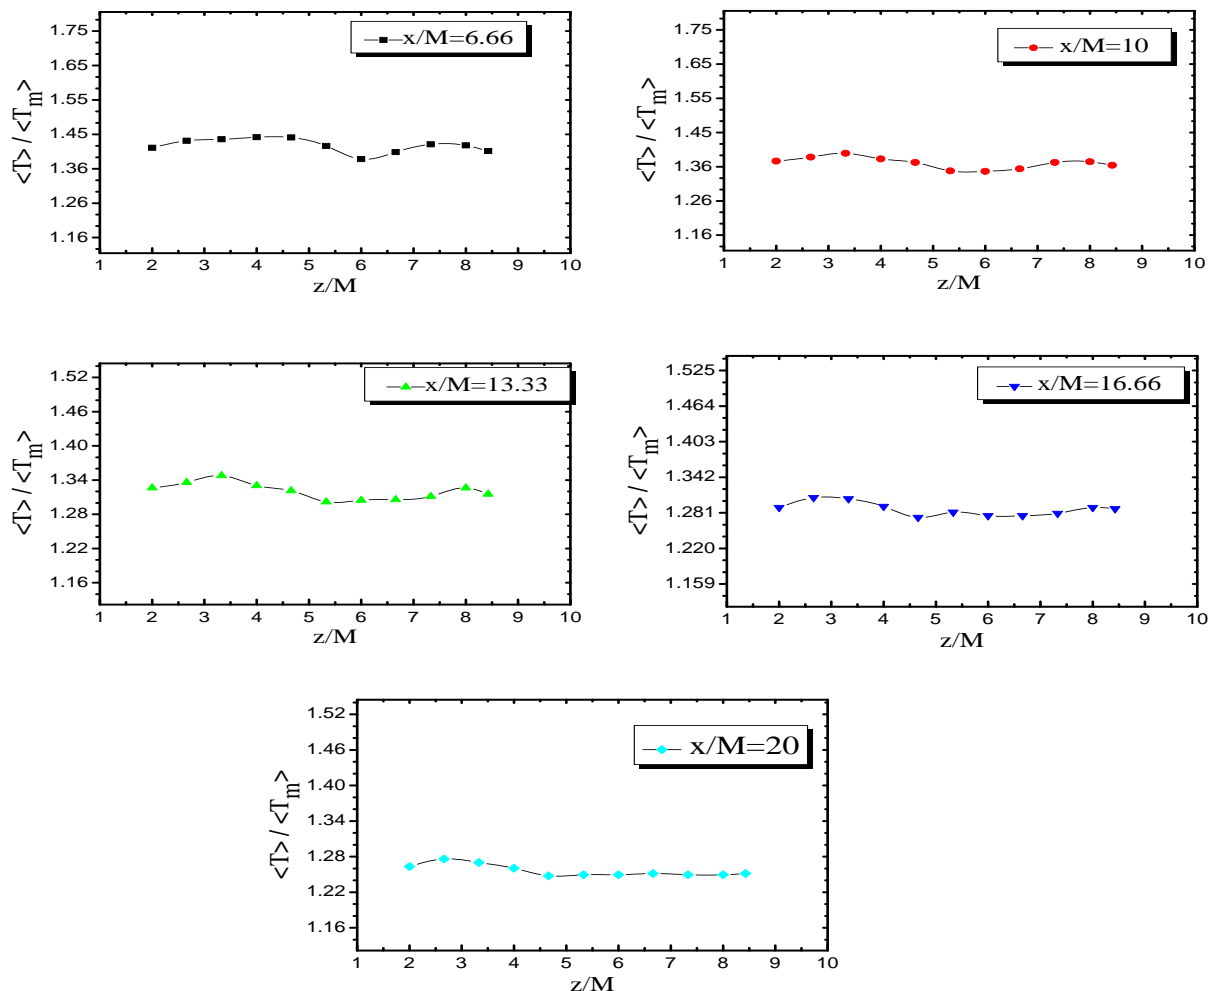 x/M=6.66
1.75
1.65
1.55
1.45
1.36
1.26
1.16
<T> / <Tm>
1 2 3 4 5 6 7 8 9 10
z/M
x/M=10
1.75
1.65
1.55
1.45
1.36
1.26
1.16
<T> / <Tm>
1 2 3 4 5 6 7 8 9 10
z/M
x/M=13.33
1.52
1.46
1.40
1.34
1.28
1.22
1.16
<T> / <Tm>
1 2 3 4 5 6 7 8 9 10
z/M
x/M=16.66
1.525
1.464
1.403
1.342
1.281
1.220
1.159
<T> / <Tm>
1 2 3 4 5 6 7 8 9 10
z/M
x/M=20
1.52
1.46
1.40
1.34
1.28
1.22
1.16
<T> / <Tm>
1 2 3 4 5 6 7 8 9 10
z/M